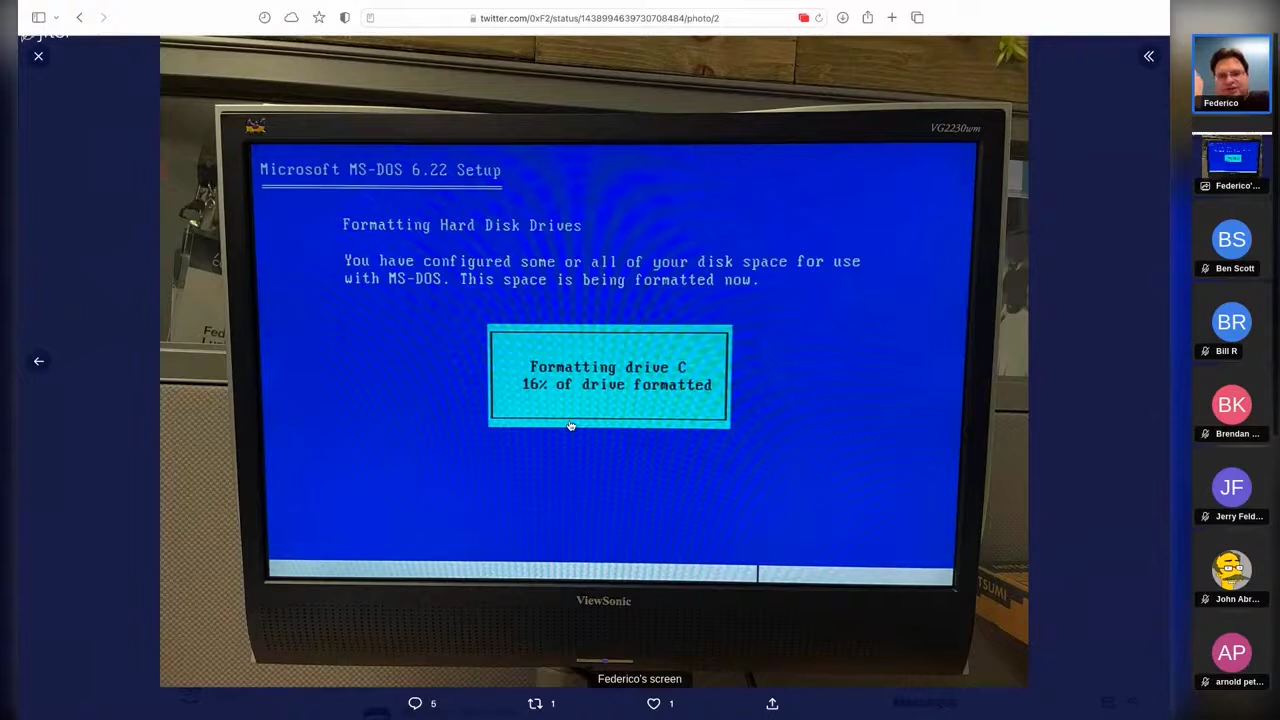 twitter.com/0xF2/status/1438994639730708484/photo/2
VG2230wm
Microsoft MS-DOS 6.22 Setup
Formatting Hard Disk Drives
You have configured some or all of your disk space for use
with MS-DOS. This space is being formatted now.
Formatting drive C
16% of drive formatted
ViewSonic
TSUMI
Federico's screen
5
1
1
Federico
Federico'...
BS
Ben Scott
BR
Bill R
BK
Brendan ...
JF
Jerry Feld...
John Abr...
AP
arnold pet...